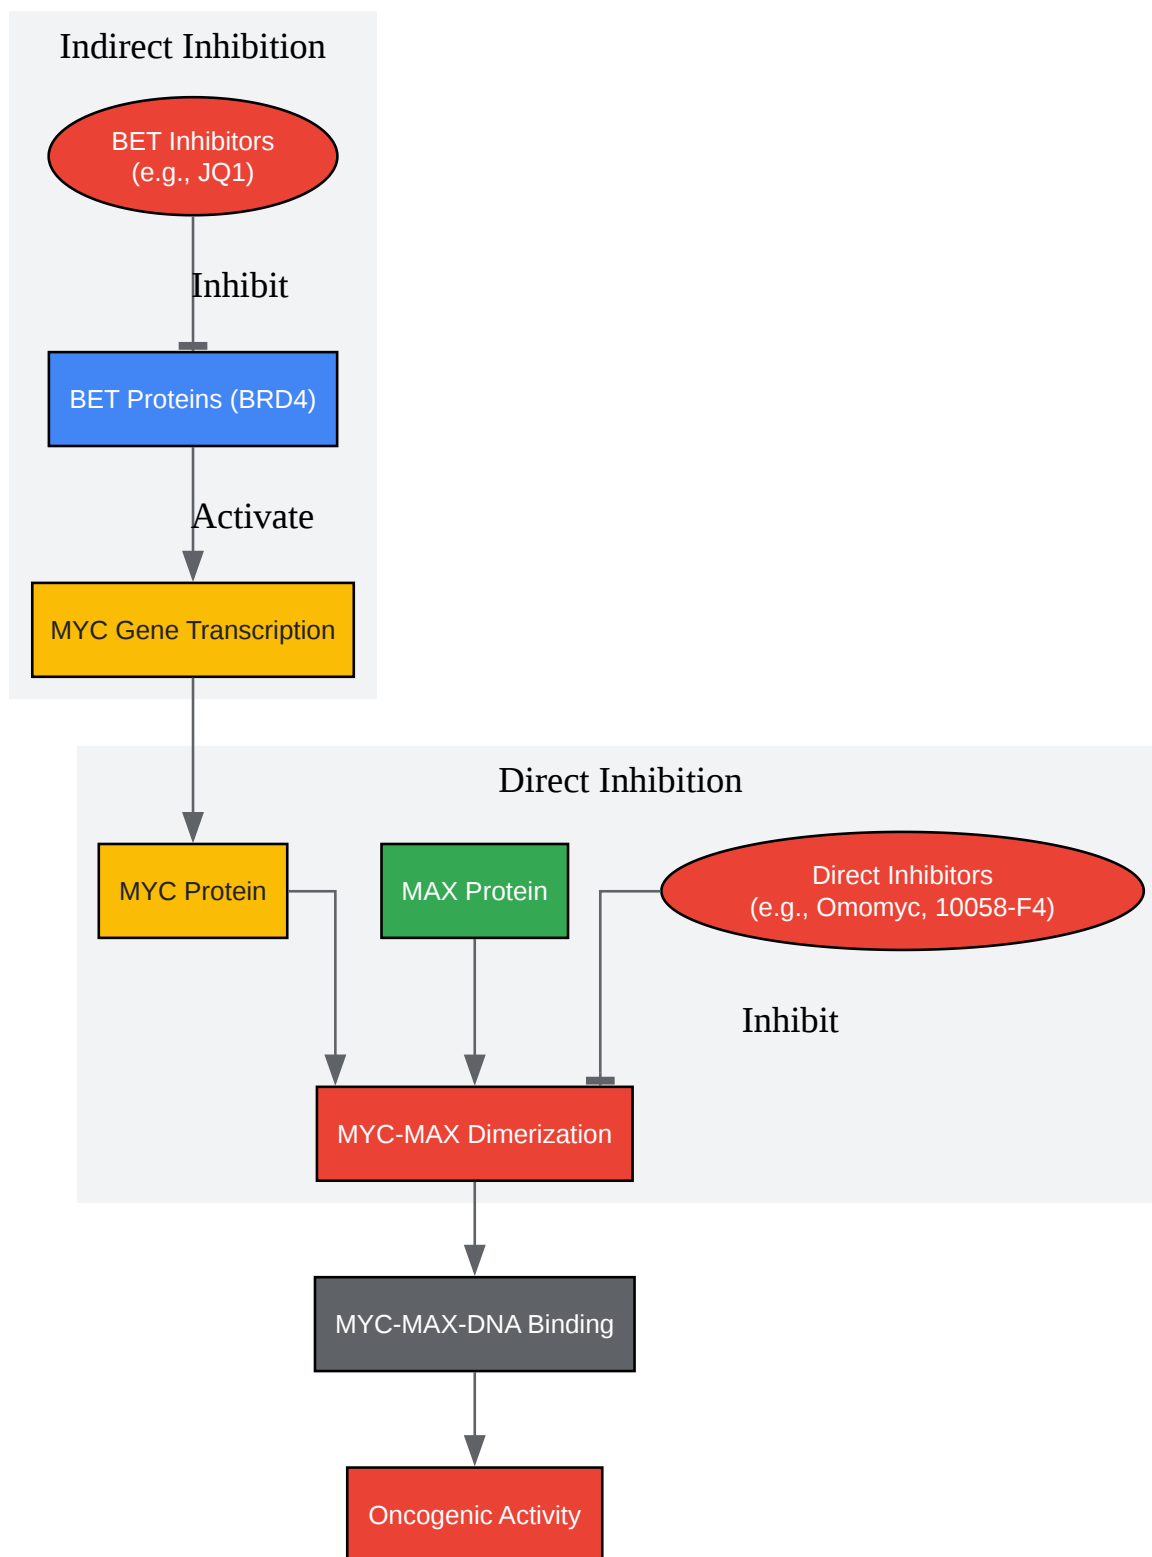 Indirect Inhibition
BET Inhibitors
(e.g., JQ1)
Inhibit
BET Proteins (BRD4)
Activate
MYC Gene Transcription
Direct Inhibition
MYC Protein
MAX Protein
Direct Inhibitors
(e.g., Omomyc, 10058-F4)
Inhibit
MYC-MAX Dimerization
MYC-MAX-DNA Binding
Oncogenic Activity